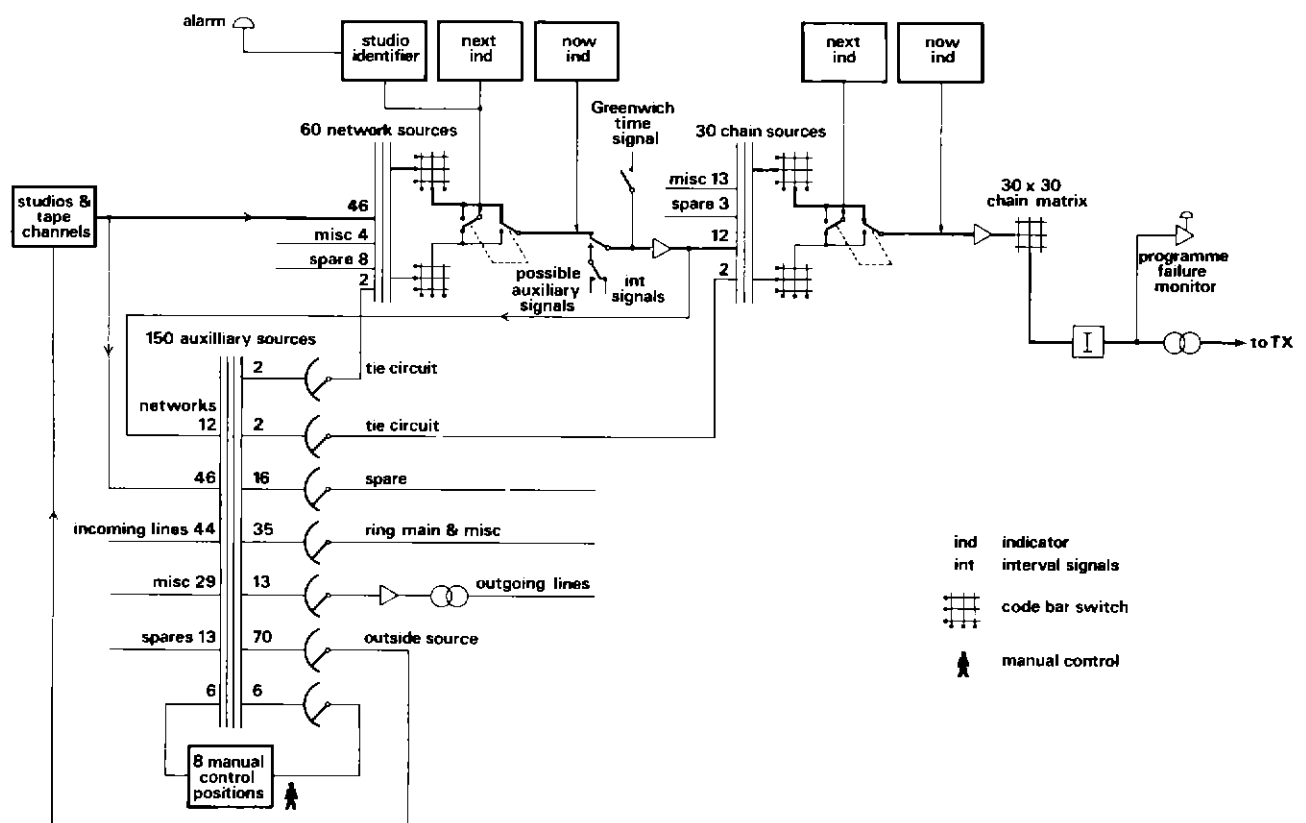 alarm
studio
identifier
next
ind
now
ind
next
ind
now
ind
Greenwich
time
signal
60 network sources
30 chain sources
studios &
tape
channels
46
misc 4
spare 8
2
possible
auxiliary
signals
int
signals
misc 13
spare 3
12
2
30 x 30
chain matrix
programme
failure
monitor
I
to TX
150 auxilliary sources
2
tie circuit
networks
12
2
tie circuit
46
16
spare
incoming lines 44
35
ring main & misc
misc 29
13
outgoing lines
spares 13
70
outside source
6
6
8 manual
control
positions
ind indicator
int interval signals
code bar switch
manual control